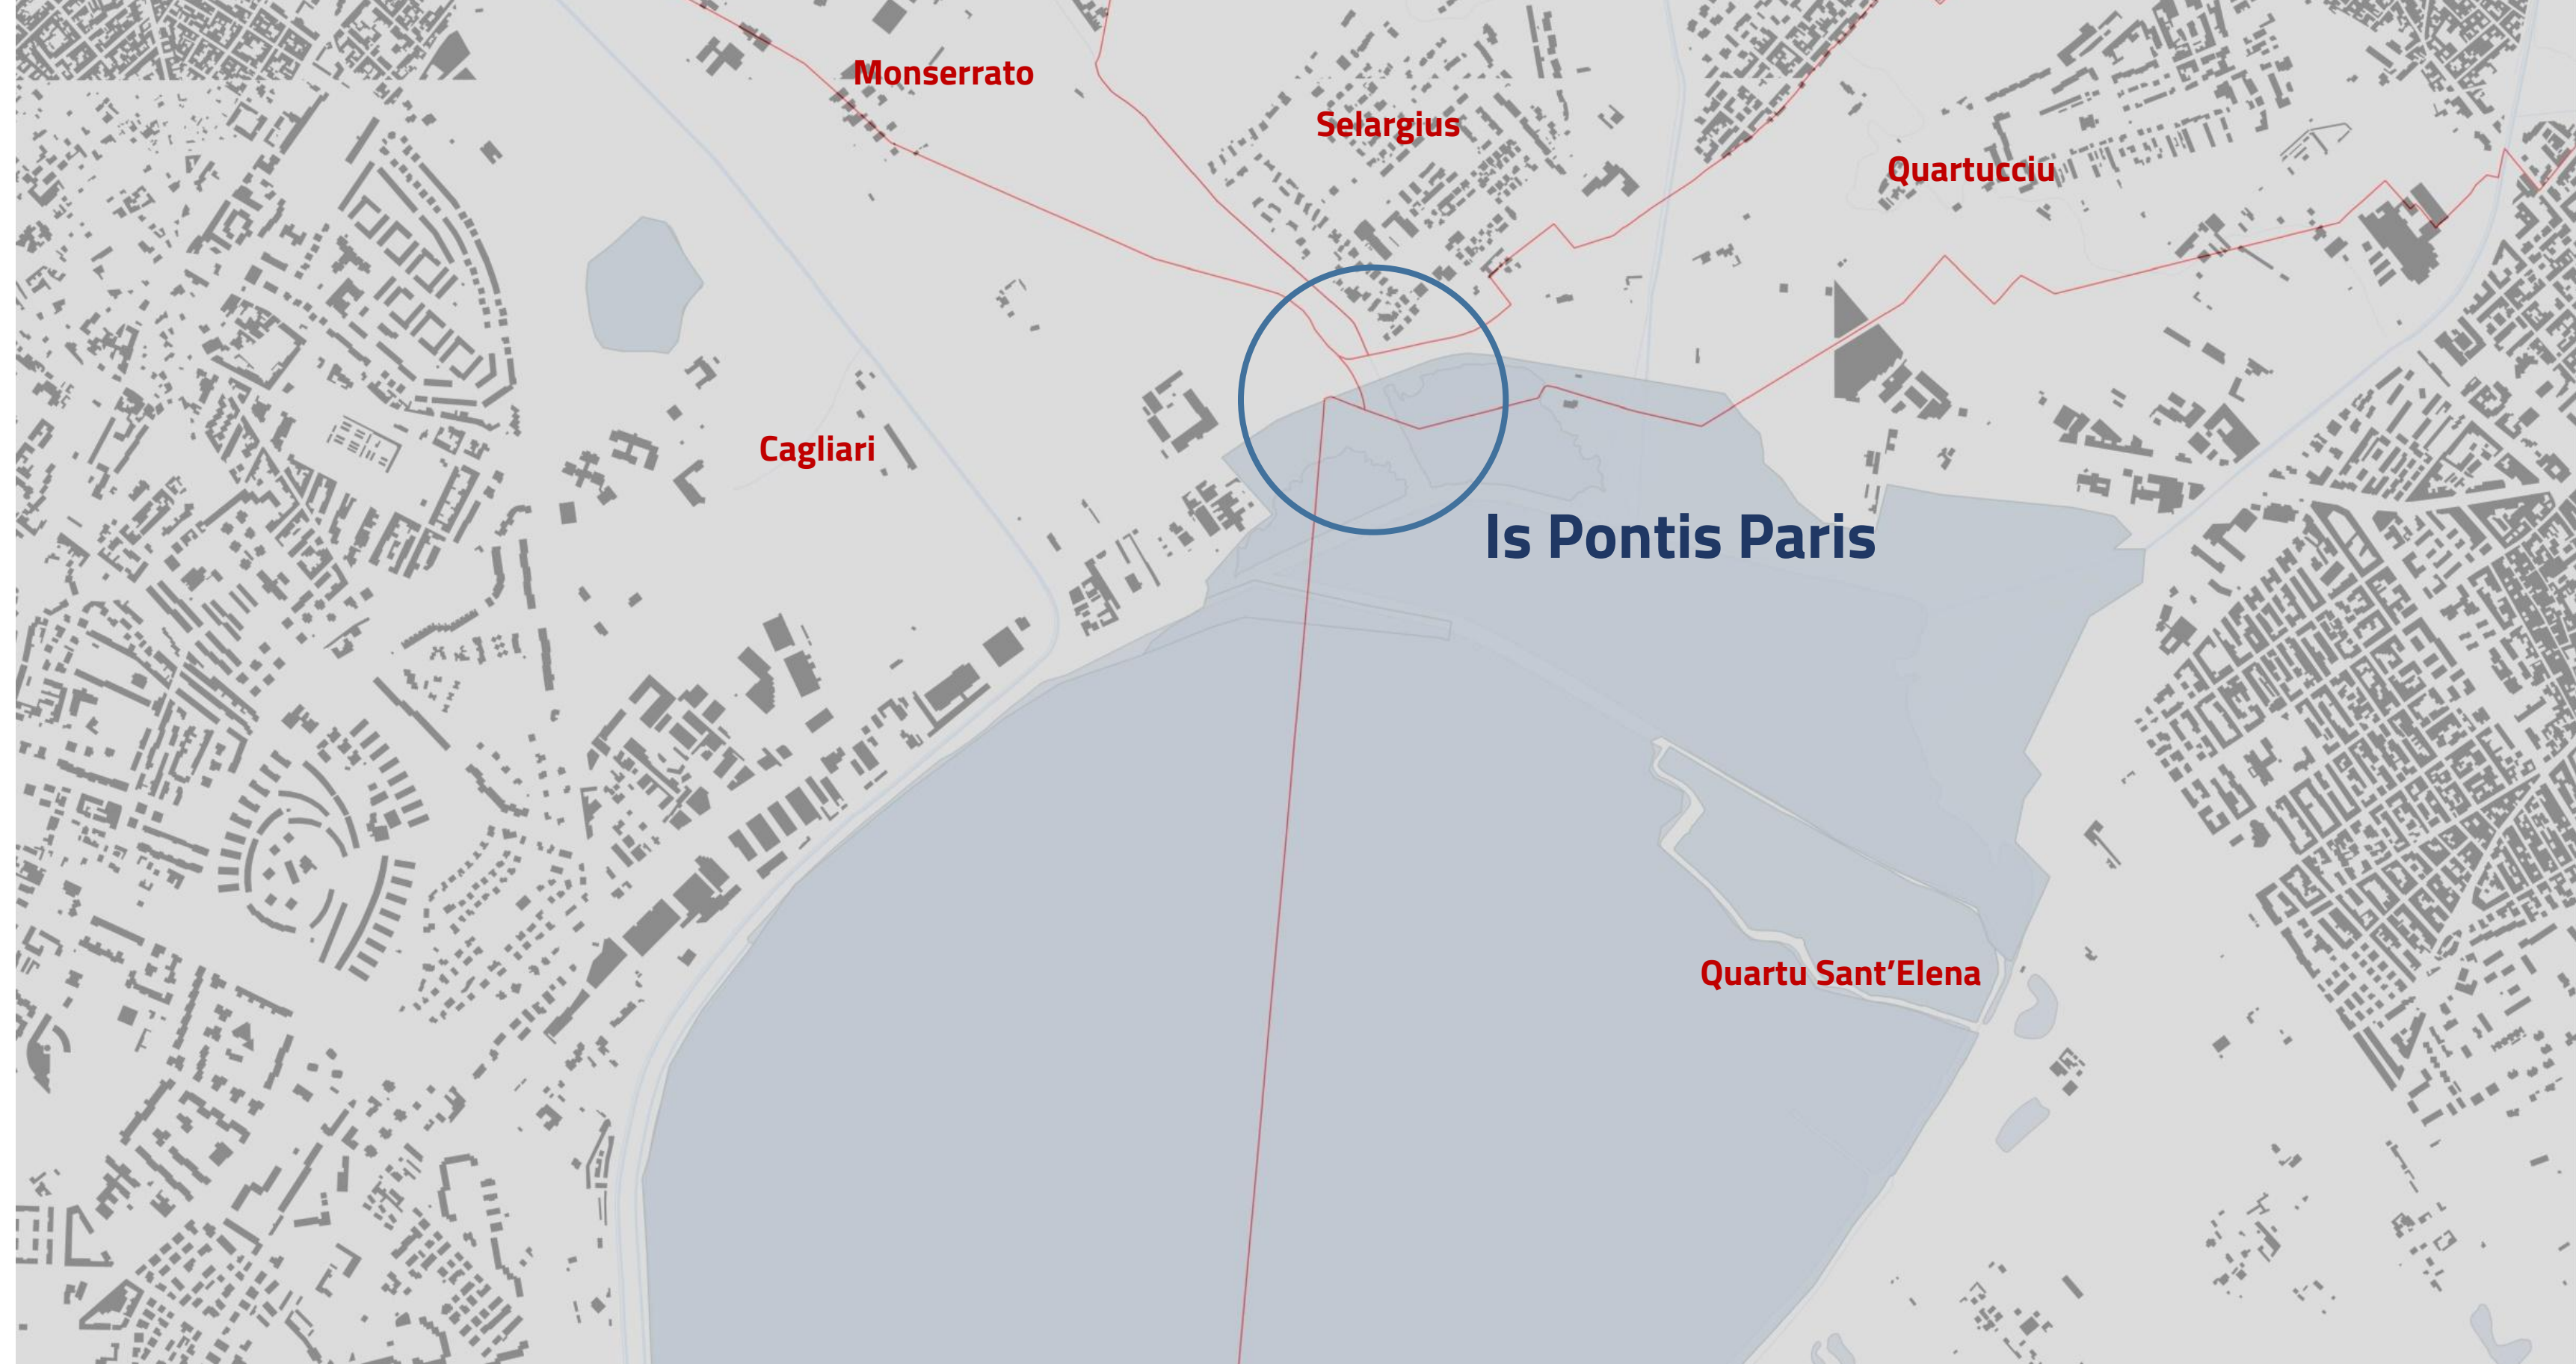 Monserrato
Selargius
Quartucciu
Cagliari
Is Pontis Paris
Quartu Sant’Elena